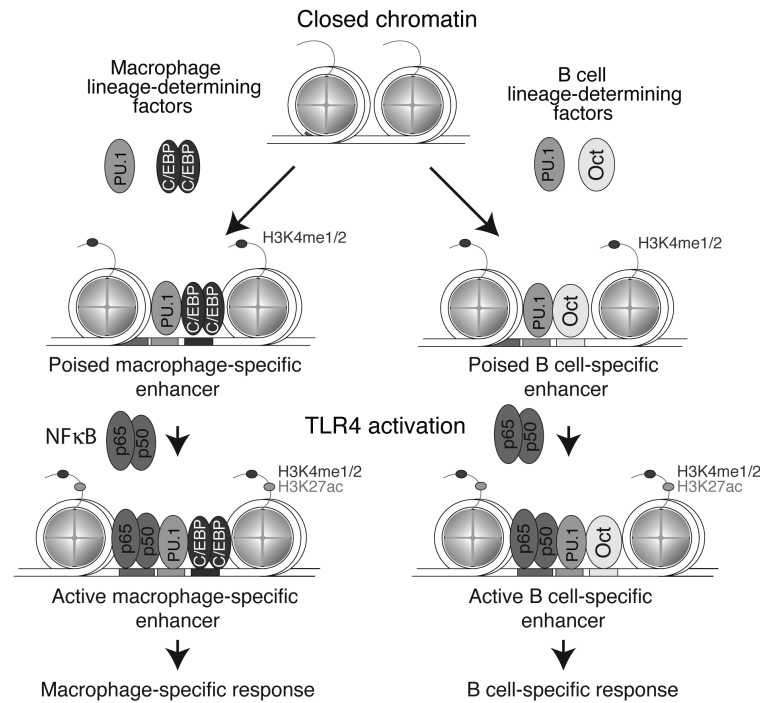 Closed chromatin
Macrophage
lineage-determining
factors
B cell
lineage-determining
factors
PU.1
C/EBP
C/EBP
PU.1
Oct
H3K4me1/2
H3K4me1/2
PU.1
C/EBP
C/EBP
PU.1
Oct
Poised macrophage-specific
enhancer
Poised B cell-specific
enhancer
NFκB
p65
p50
TLR4 activation
p65
p50
H3K4me1/2
H3K27ac
H3K4me1/2
H3K27ac
p65
p50
PU.1
C/EBP
C/EBP
p65
p50
PU.1
Oct
Active macrophage-specific
enhancer
Active B cell-specific
enhancer
Macrophage-specific response
B cell-specific response